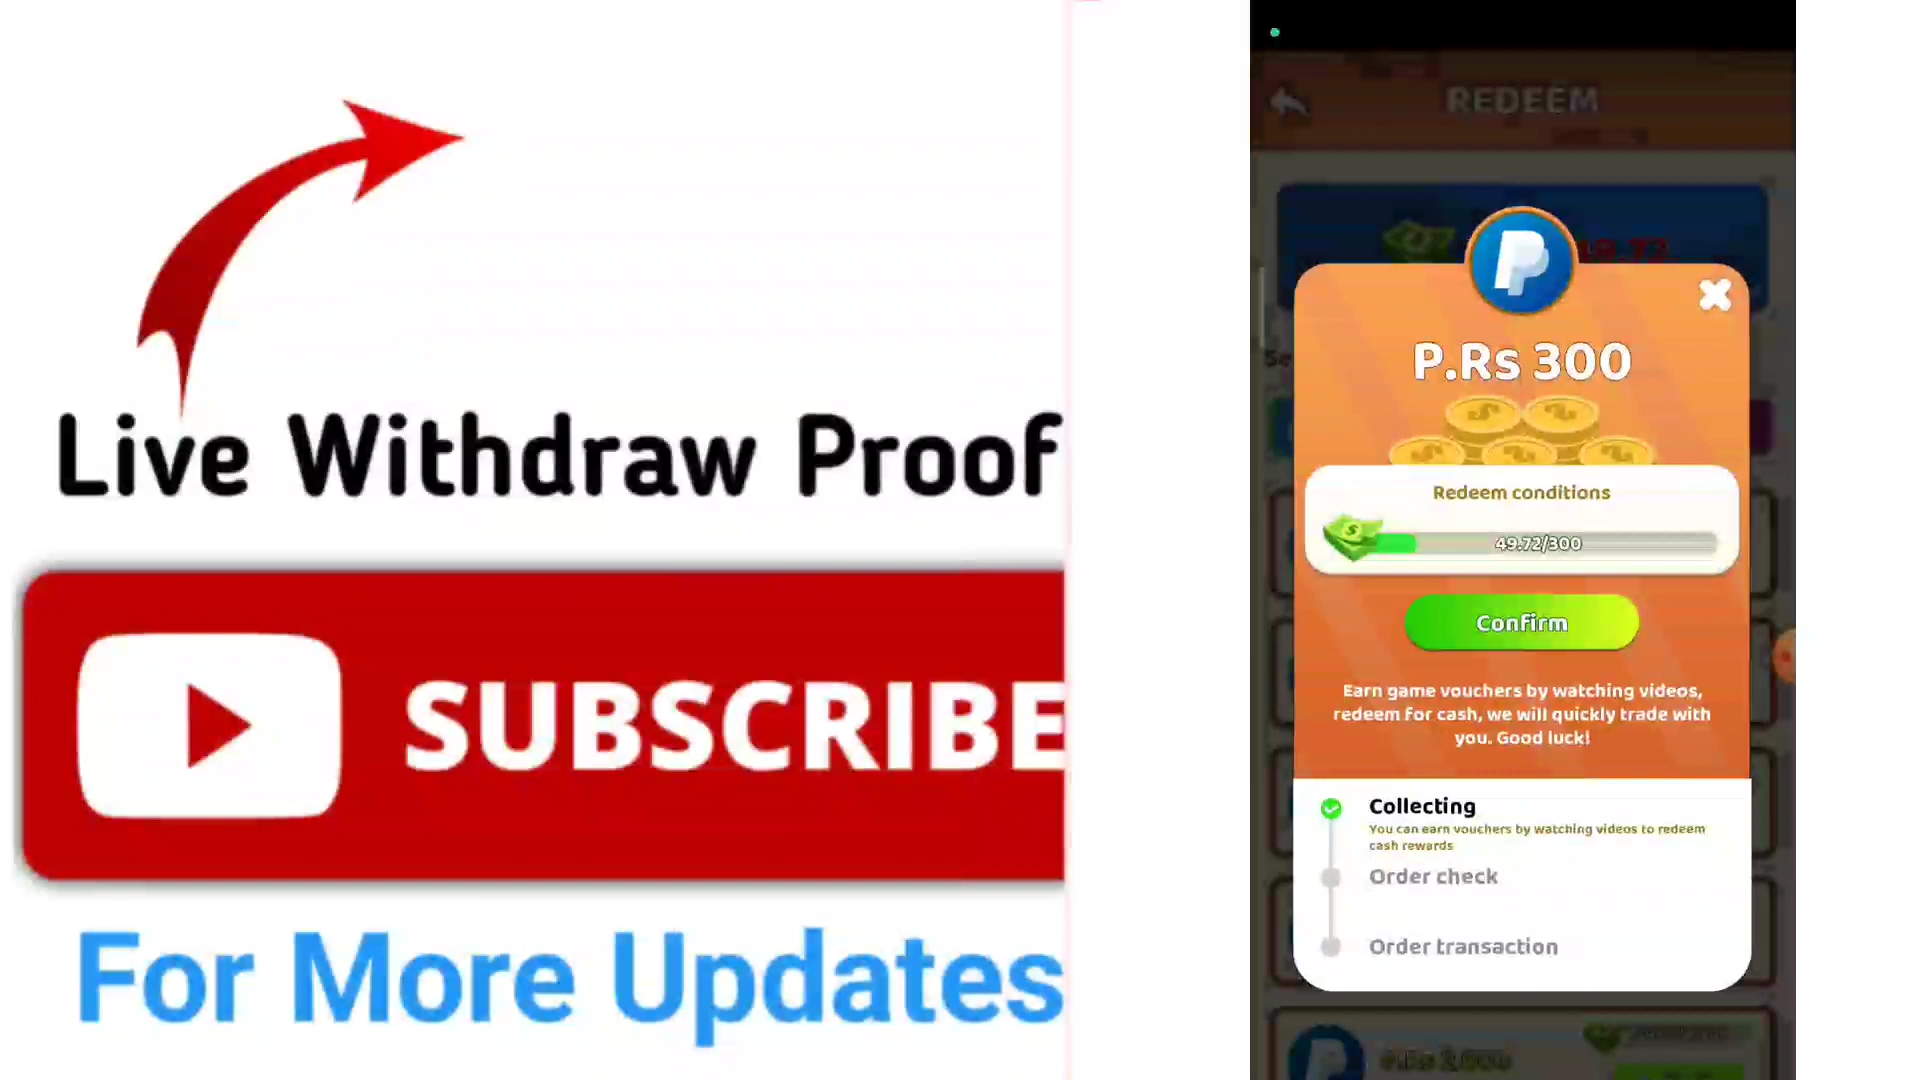 Live Withdraw Proof
SUBSCRIBE
For More Updates
REDEEM
P.Rs 300
Redeem conditions
49.72/300
Confirm
Earn game vouchers by watching videos,
redeem for cash, we will quickly trade with
you. Good luck!
Collecting
You can earn vouchers by watching videos to redeem
cash rewards
Order check
Order transaction